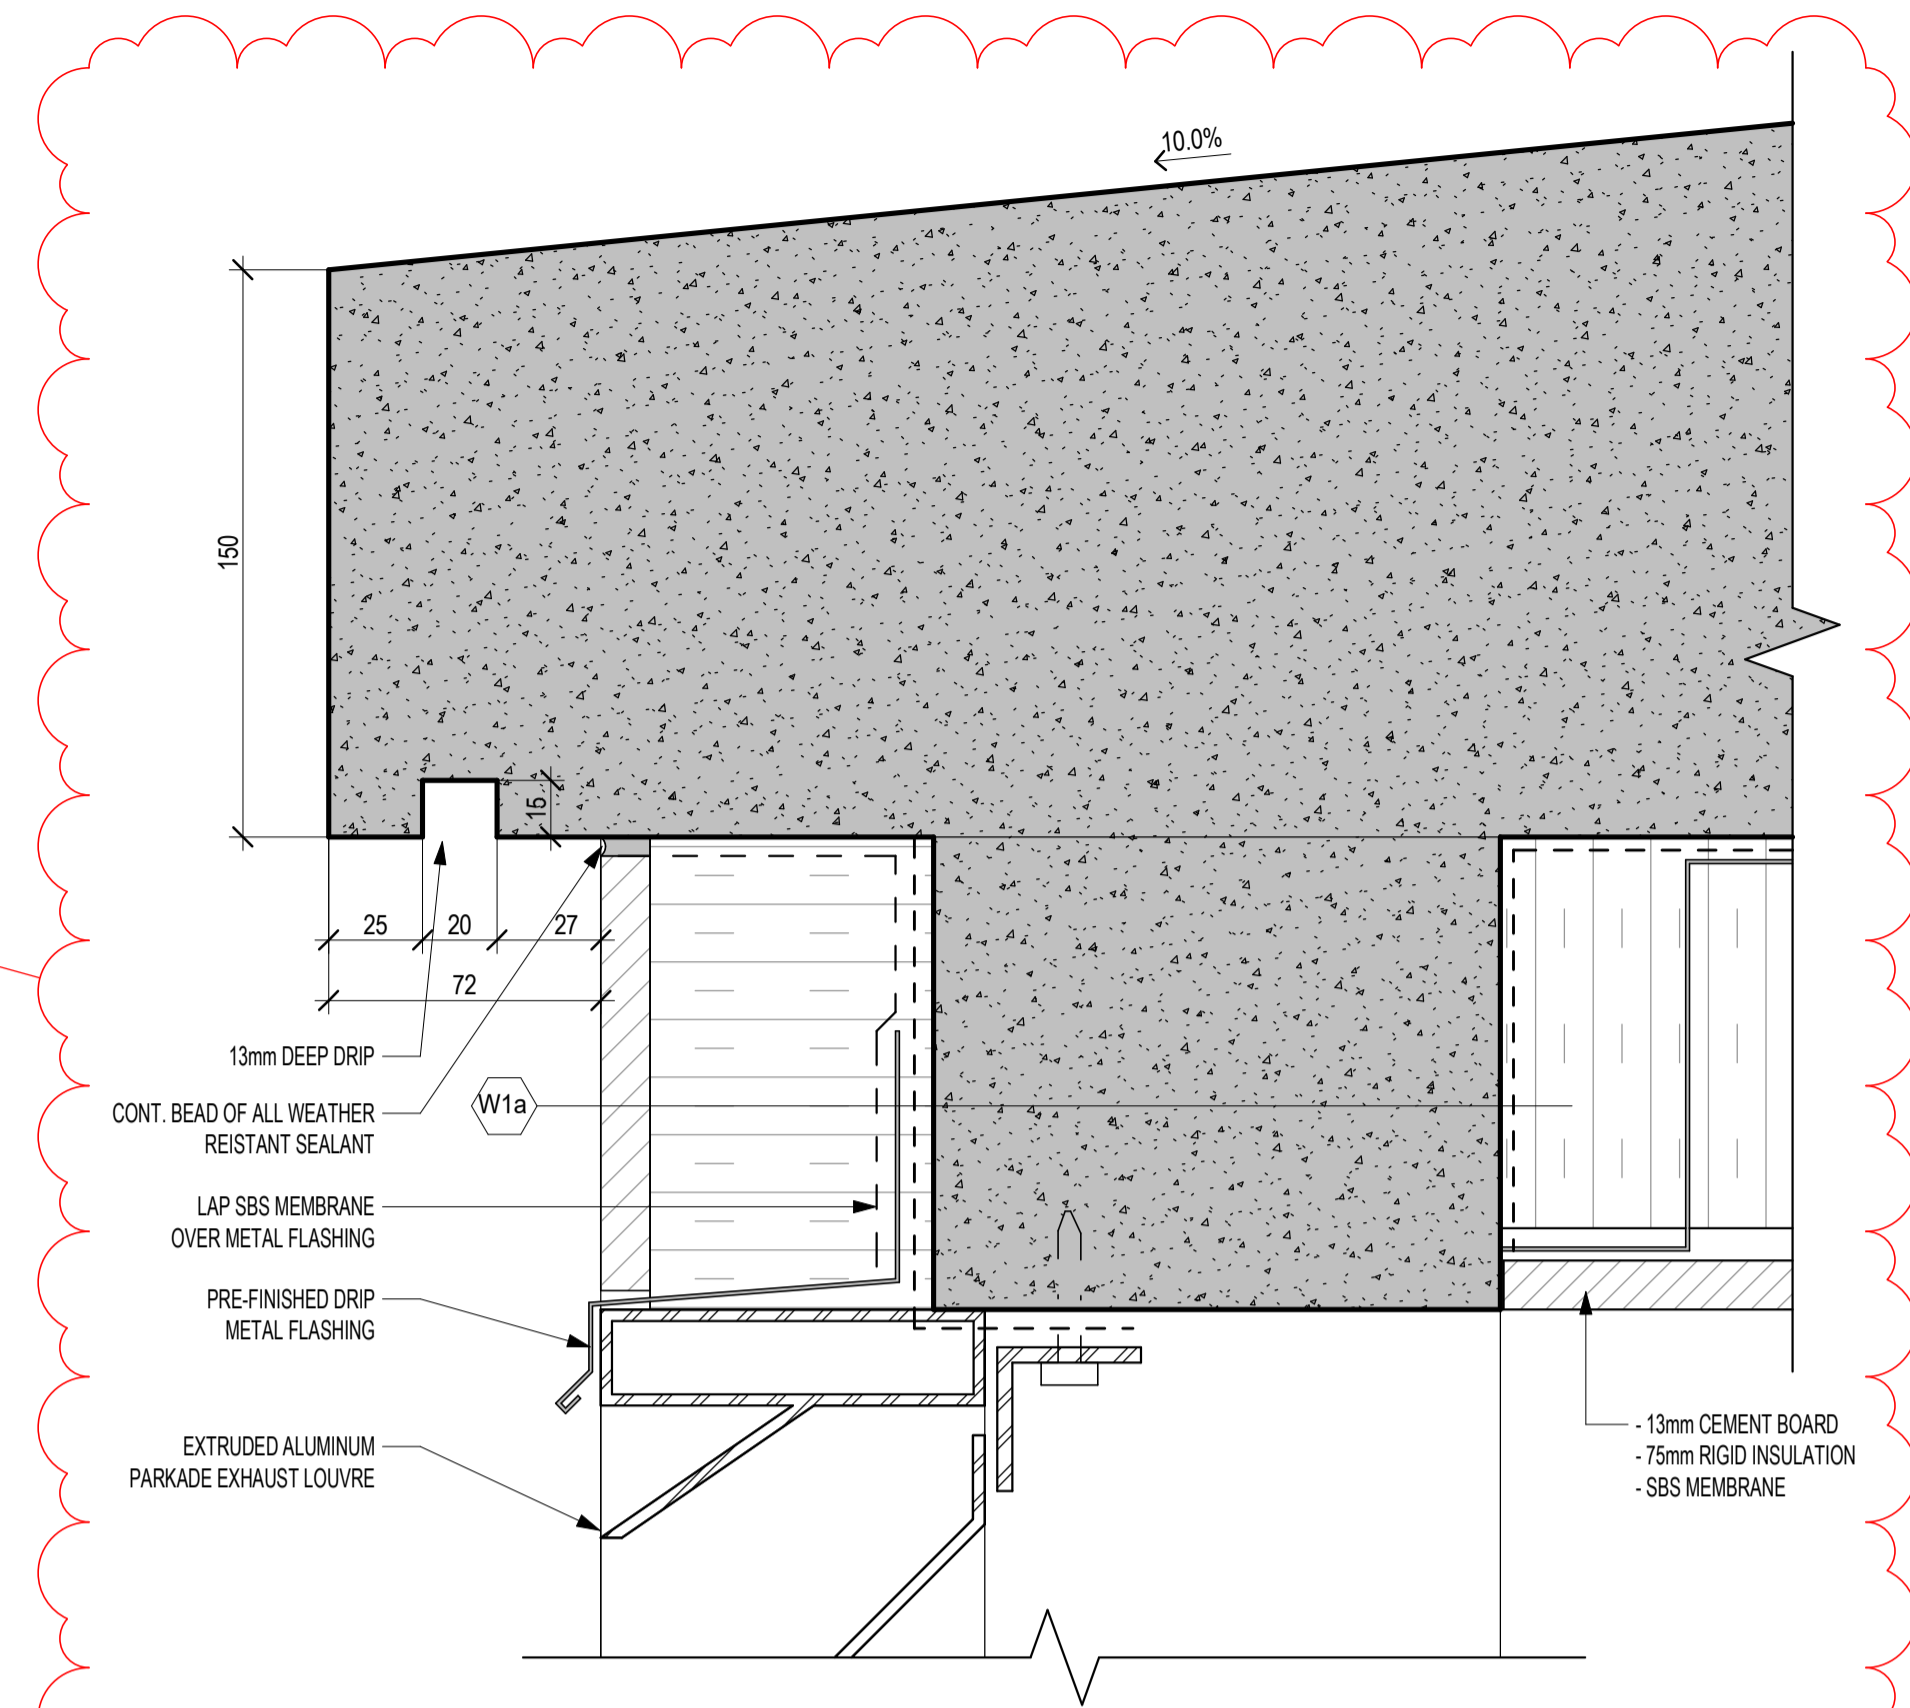 10.0%
150
15
25
20
27
72
13mm DEEP DRIP
CONT. BEAD OF ALL WEATHER
REISTANT SEALANT
W1a
LAP SBS MEMBRANE
OVER METAL FLASHING
PRE-FINISHED DRIP
METAL FLASHING
EXTRUDED ALUMINUM
PARKADE EXHAUST LOUVRE
- 13mm CEMENT BOARD
- 75mm RIGID INSULATION
- SBS MEMBRANE